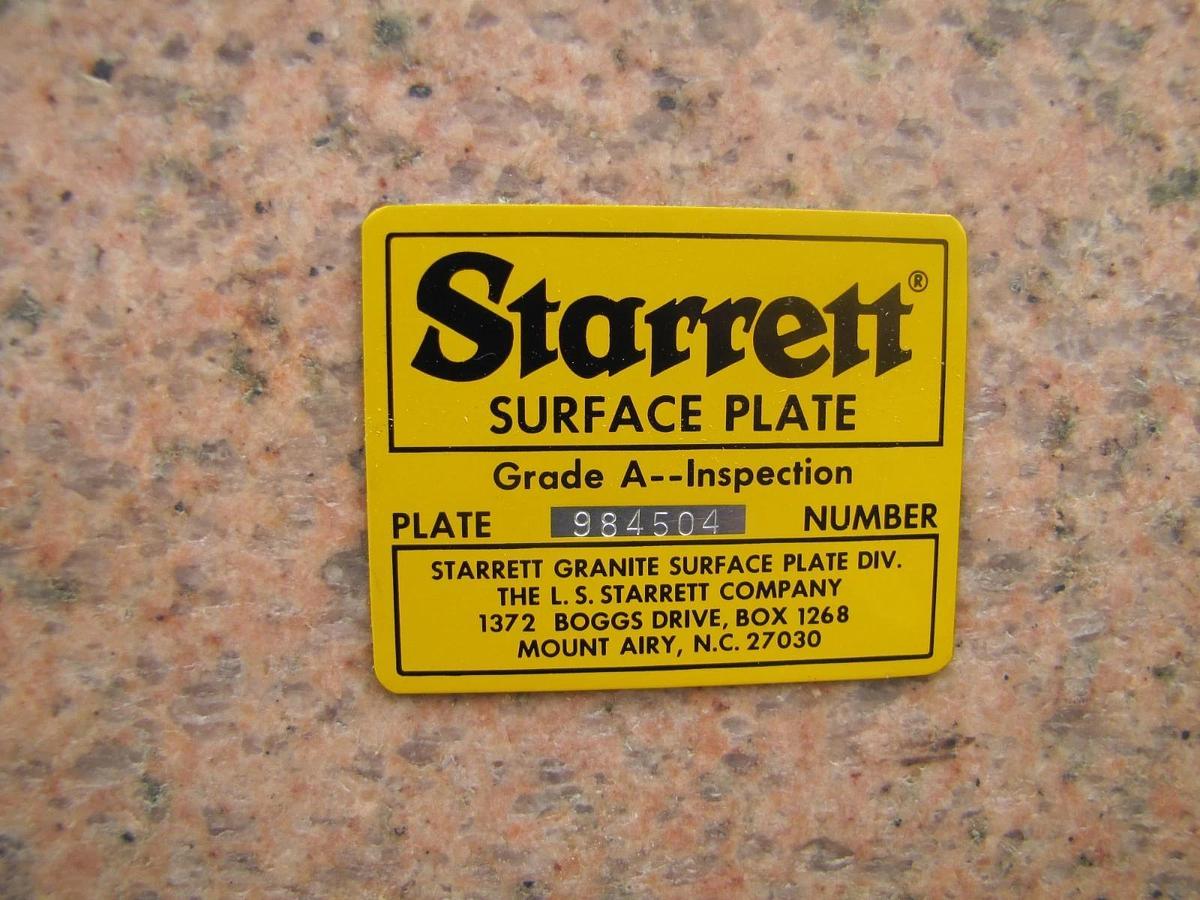 Starrett®
SURFACE PLATE
Grade A--Inspection
PLATE 984504 NUMBER
STARRETT GRANITE SURFACE PLATE DIV.
THE L. S. STARRETT COMPANY
1372 BOGGS DRIVE, BOX 1268
MOUNT AIRY, N.C. 27030